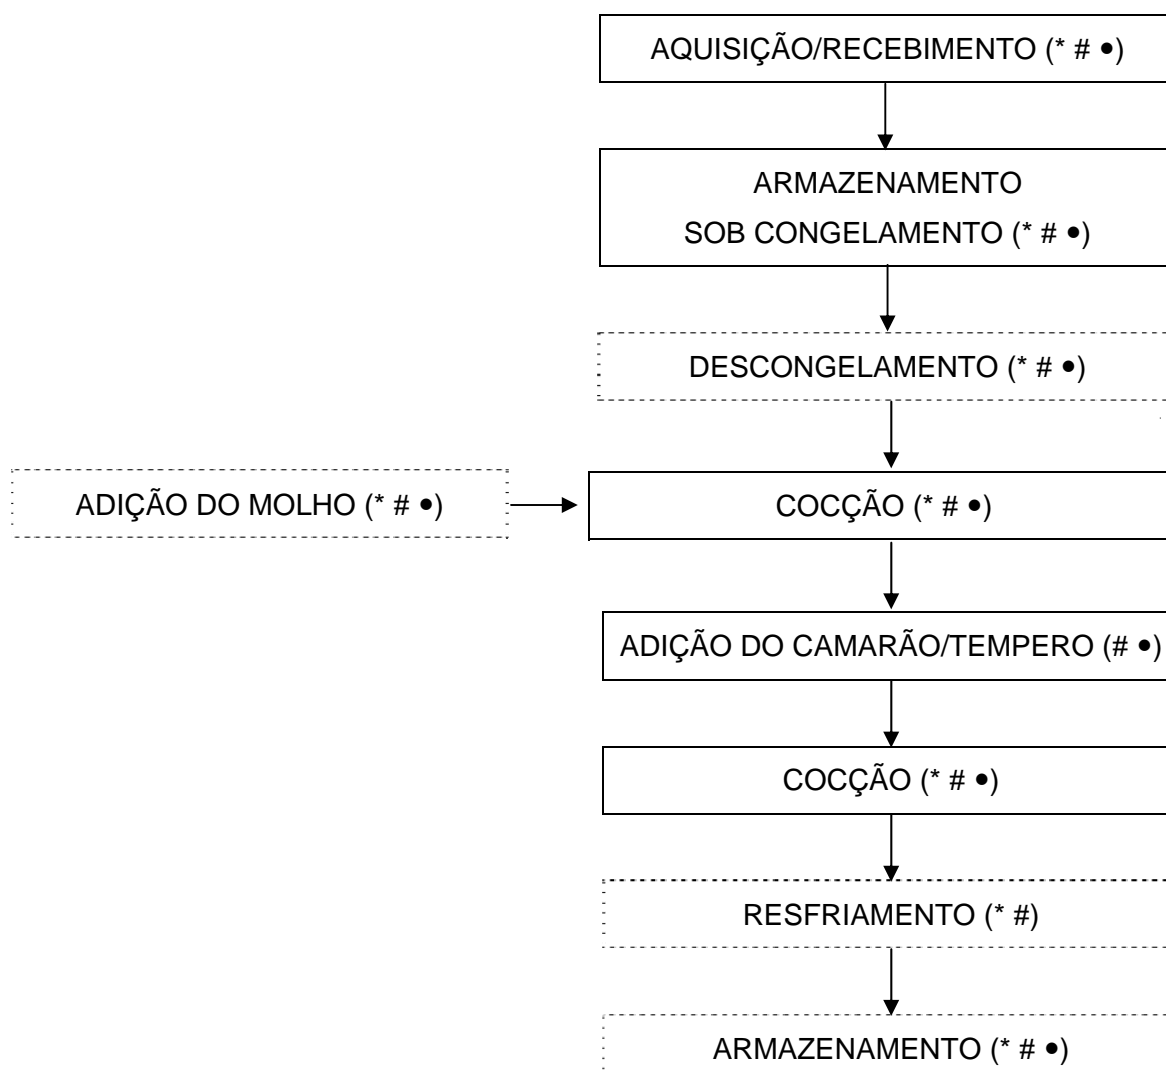 AQUISIÇÃO/RECEBIMENTO (* # ●)
ARMAZENAMENTO
SOB CONGELAMENTO (* # ●)
DESCONGELAMENTO (* # ●)
ADIÇÃO DO MOLHO (* # ●)
COCÇÃO (* # ●)
ADIÇÃO DO CAMARÃO/TEMPERO (# ●)
COCÇÃO (* # ●)
RESFRIAMENTO (* #)
ARMAZENAMENTO (* # ●)